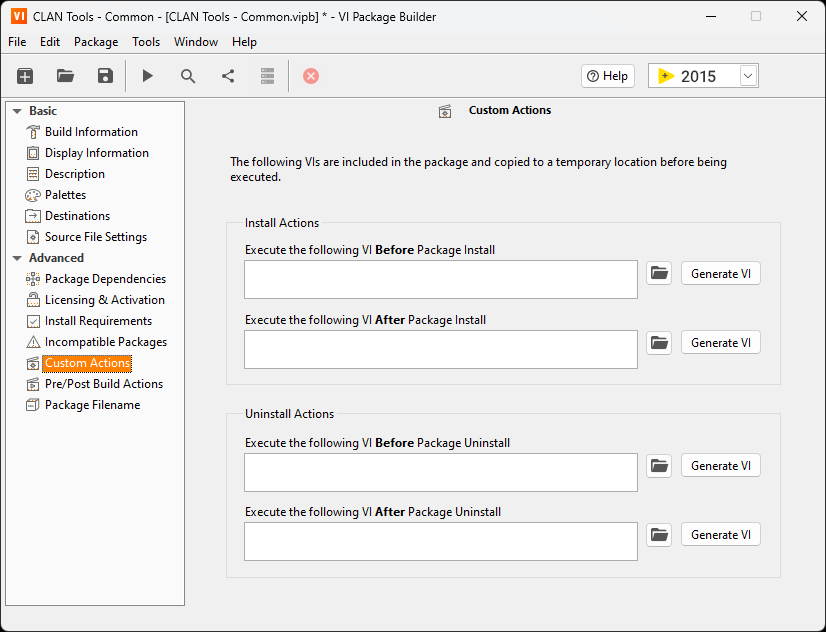 VI CLAN Tools - Common - [CLAN Tools - Common.vipb] * - VI Package Builder
File Edit Package Tools Window Help
Help 2015
Basic
Build Information
Display Information
Description
Palettes
Destinations
Source File Settings
Advanced
Package Dependencies
Licensing & Activation
Install Requirements
Incompatible Packages
Custom Actions
Pre/Post Build Actions
Package Filename
Custom Actions
The following VIs are included in the package and copied to a temporary location before being
executed.
Install Actions
Execute the following VI Before Package Install
Generate VI
Execute the following VI After Package Install
Generate VI
Uninstall Actions
Execute the following VI Before Package Uninstall
Generate VI
Execute the following VI After Package Uninstall
Generate VI